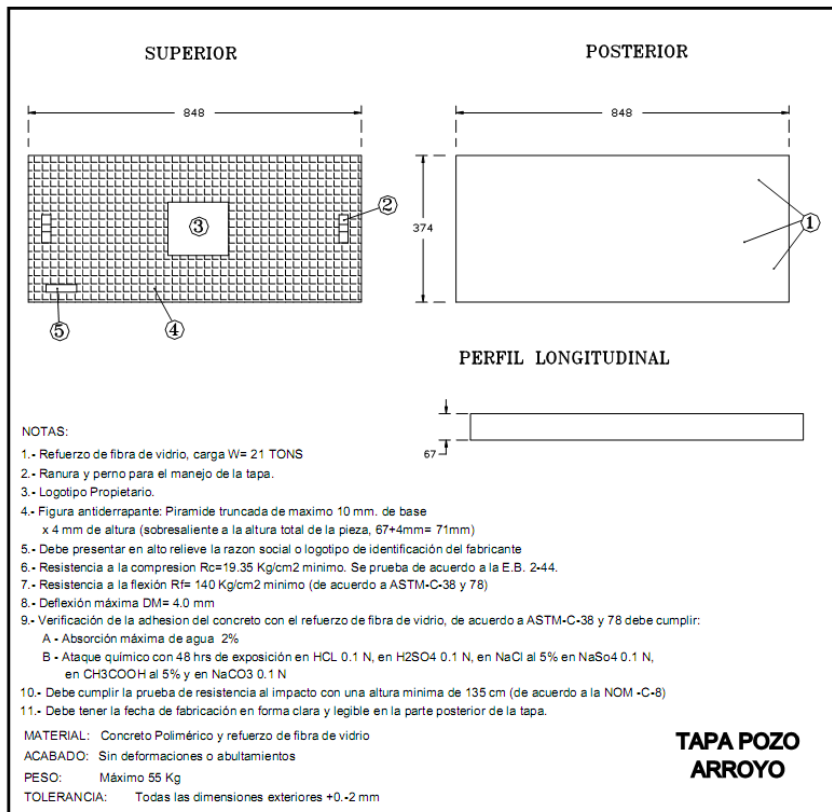 SUPERIOR
POSTERIOR
848
848
374
2
3
1
5
4
PERFIL LONGITUDINAL
67
NOTAS:
1.- Refuerzo de fibra de vidrio, carga W= 21 TONS
2.- Ranura y perno para el manejo de la tapa.
3.- Logotipo Propietario.
4.- Figura antiderrapante: Piramide truncada de maximo 10 mm. de base
x 4 mm de altura (sobresaliente a la altura total de la pieza, 67+4mm= 71mm)
5.- Debe presentar en alto relieve la razon social o logotipo de identificación del fabricante
6.- Resistencia a la compresion Rc=19.35 Kg/cm2 minimo. Se prueba de acuerdo a la E.B. 2-44.
7.- Resistencia a la flexión Rf= 140 Kg/cm2 minimo (de acuerdo a ASTM-C-38 y 78)
8.- Deflexión máxima DM= 4.0 mm
9.- Verificación de la adhesion del concreto con el refuerzo de fibra de vidrio, de acuerdo a ASTM-C-38 y 78 debe cumplir:
A - Absorción máxima de agua 2%
B - Ataque químico con 48 hrs de exposición en HCL 0.1 N, en H2SO4 0.1 N, en NaCl al 5% en NaSo4 0.1 N,
en CH3COOH al 5% y en NaCO3 0.1 N
10.- Debe cumplir la prueba de resistencia al impacto con una altura minima de 135 cm (de acuerdo a la NOM -C-8)
11.- Debe tener la fecha de fabricación en forma clara y legible en la parte posterior de la tapa.
MATERIAL: Concreto Polimérico y refuerzo de fibra de vidrio
ACABADO: Sin deformaciones o abultamientos
PESO: Máximo 55 Kg
TOLERANCIA: Todas las dimensiones exteriores +0.-2 mm
TAPA POZO
ARROYO